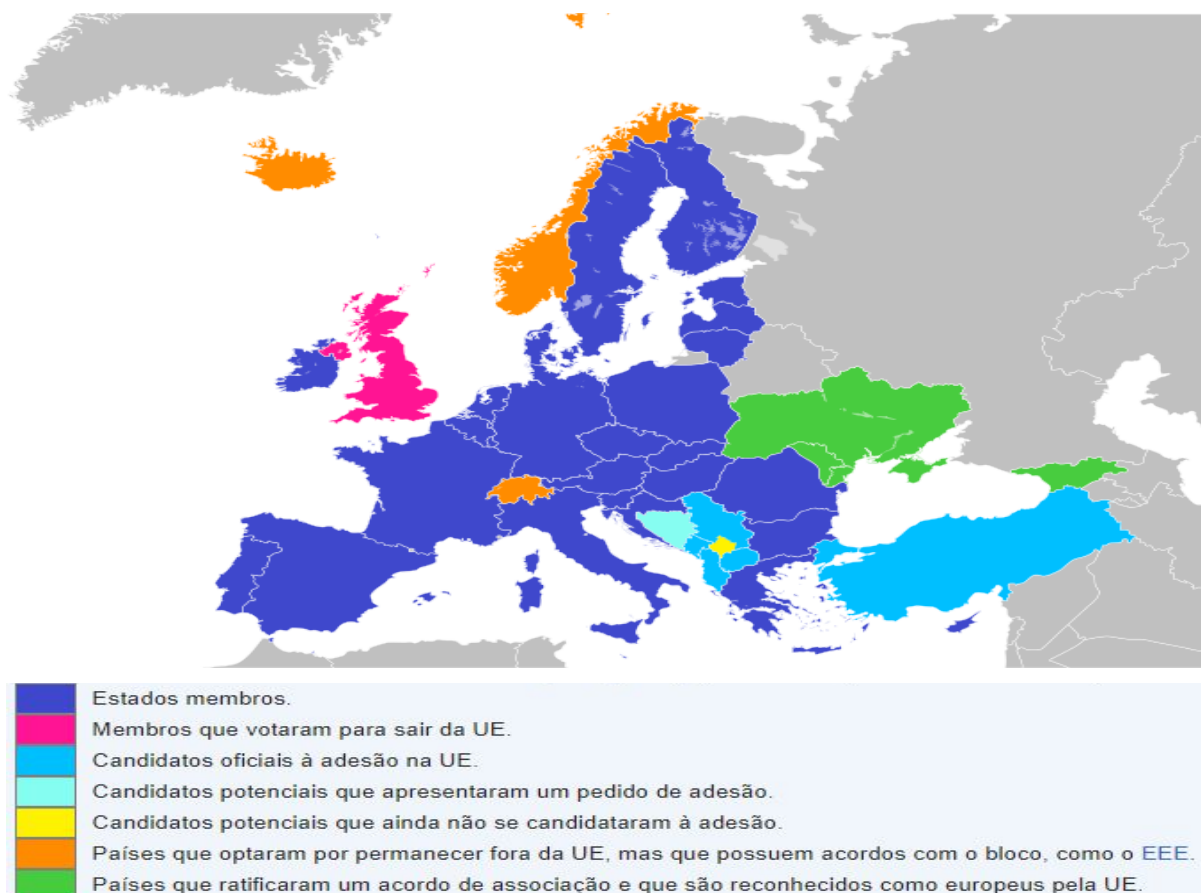 Estados membros.
Membros que votaram para sair da UE.
Candidatos oficiais à adesão na UE.
Candidatos potenciais que apresentaram um pedido de adesão.
Candidatos potenciais que ainda não se candidataram à adesão.
Países que optaram por permanecer fora da UE, mas que possuem acordos com o bloco, como o EEE.
Países que ratificaram um acordo de associação e que são reconhecidos como europeus pela UE.